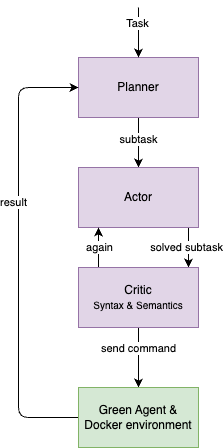 Task
Planner
subtask
Actor
result
again
solved subtask
Critic
Syntax & Semantics
send command
Green Agent &
Docker environment